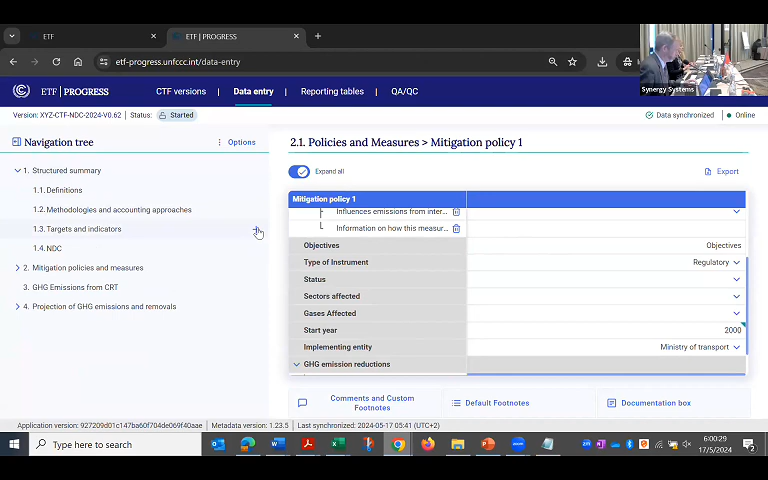 ETF
ETF | PROGRESS
etf-progress.unfccc.int/data-entry
Synergy Systems
ETF PROGRESS
CTF versions
Data entry
Reporting tables
QA/QC
Version: XYZ-CTF-NDC-2024-V0.62
Status:
Started
Data synchronized
Online
Navigation tree
Options
2.1. Policies and Measures > Mitigation policy 1
1. Structured summary
Expand all
Export
1.1. Definitions
Mitigation policy 1
1.2. Methodologies and accounting approaches
Influences emissions from inter...
1.3. Targets and indicators
Information on how this measur...
1.4. NDC
Objectives
Objectives
2. Mitigation policies and measures
Type of Instrument
Regulatory
3. GHG Emissions from CRT
Status
4. Projection of GHG emissions and removals
Sectors affected
Gases Affected
Start year
2000
Implementing entity
Ministry of transport
GHG emission reductions
Comments and Custom Footnotes
Default Footnotes
Documentation box
Application version: 927209d01c147ba60f704de069f40aae
Metadata version: 1.23.5
Last synchronized: 2024-05-17 05:41 (UTC+2)
Type here to search
6:00:29
17/5/2024